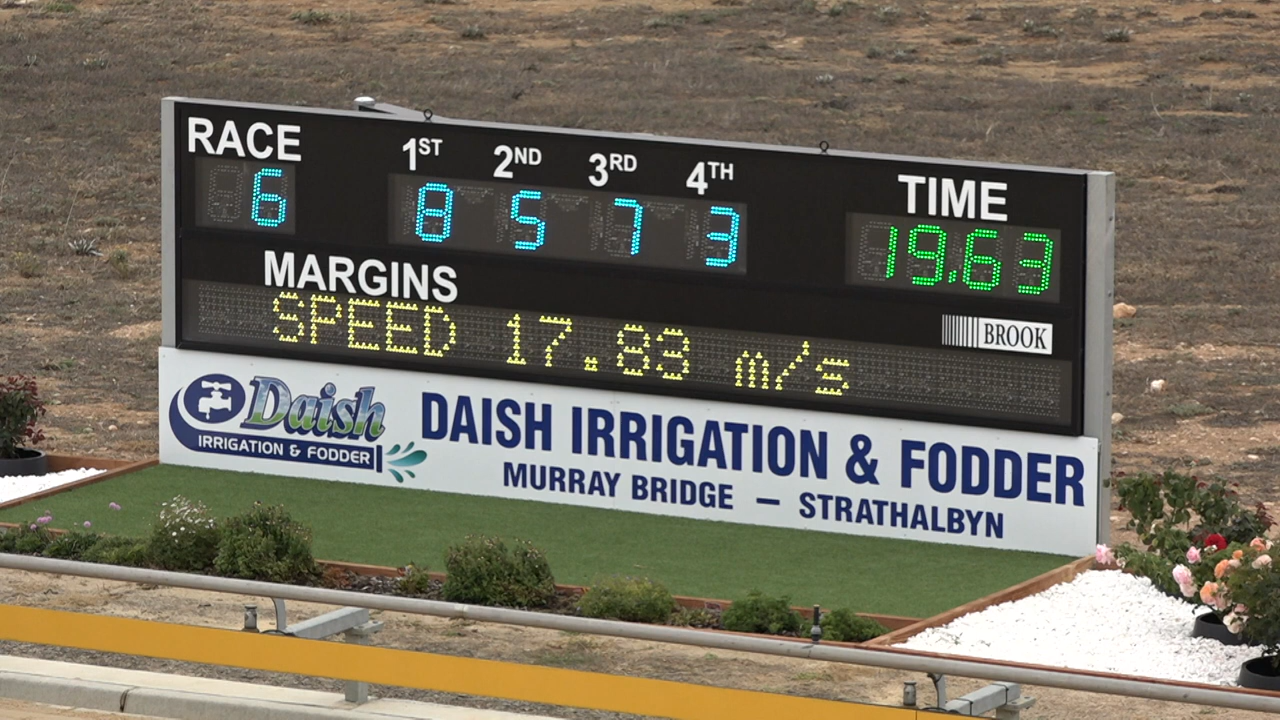 RACE 1ST 2ND 3RD 4TH TIME
6 8 5 7 3 19.63
MARGINS
SPEED 17.83 m/s
BROOK
Daish
IRRIGATION & FODDER
DAISH IRRIGATION & FODDER
MURRAY BRIDGE – STRATHALBYN